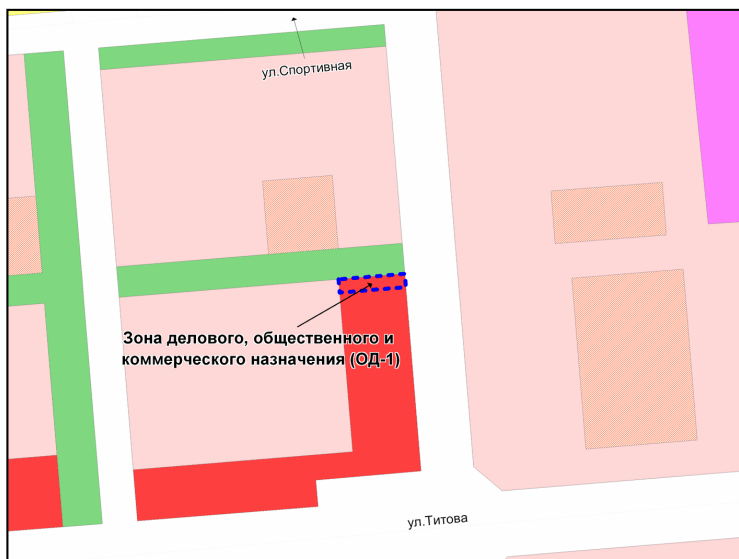 ул.Спортивная
Зона делового, общественного и
коммерческого назначения (ОД-1)
ул.Титова